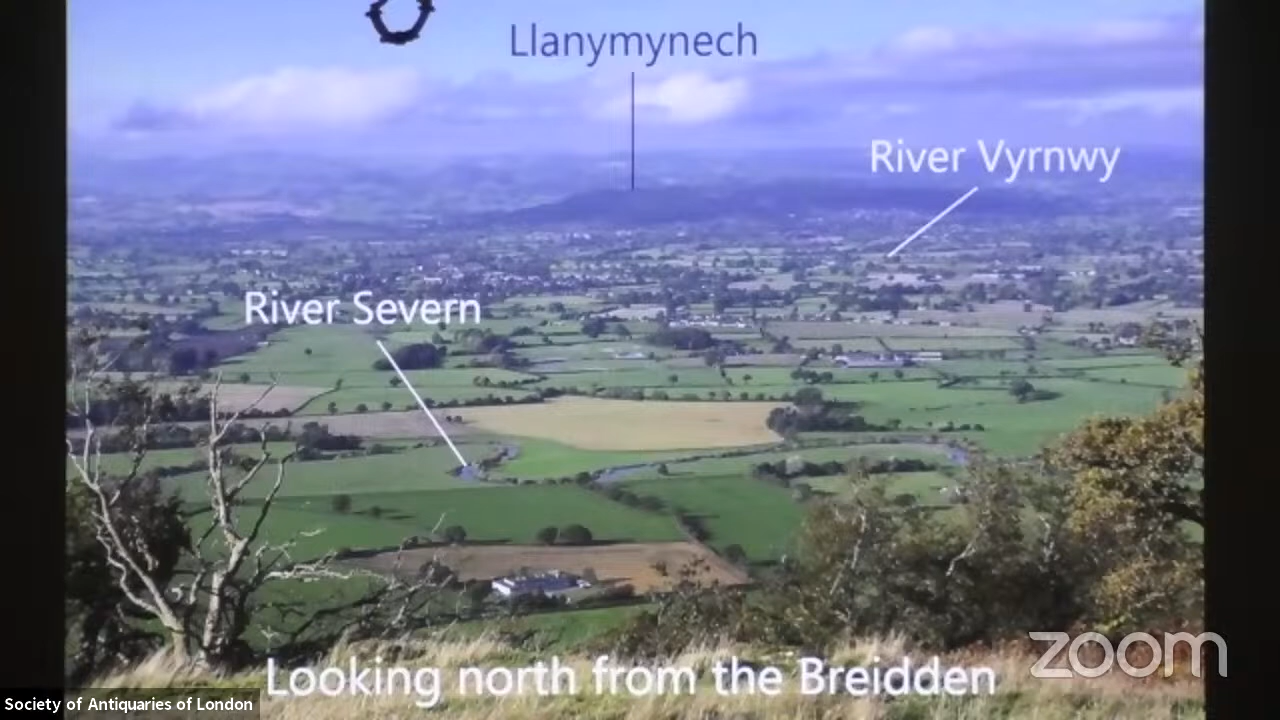 Llanymynech
River Vyrnwy
River Severn
Looking north from the Breidden
zoom
Society of Antiquaries of London